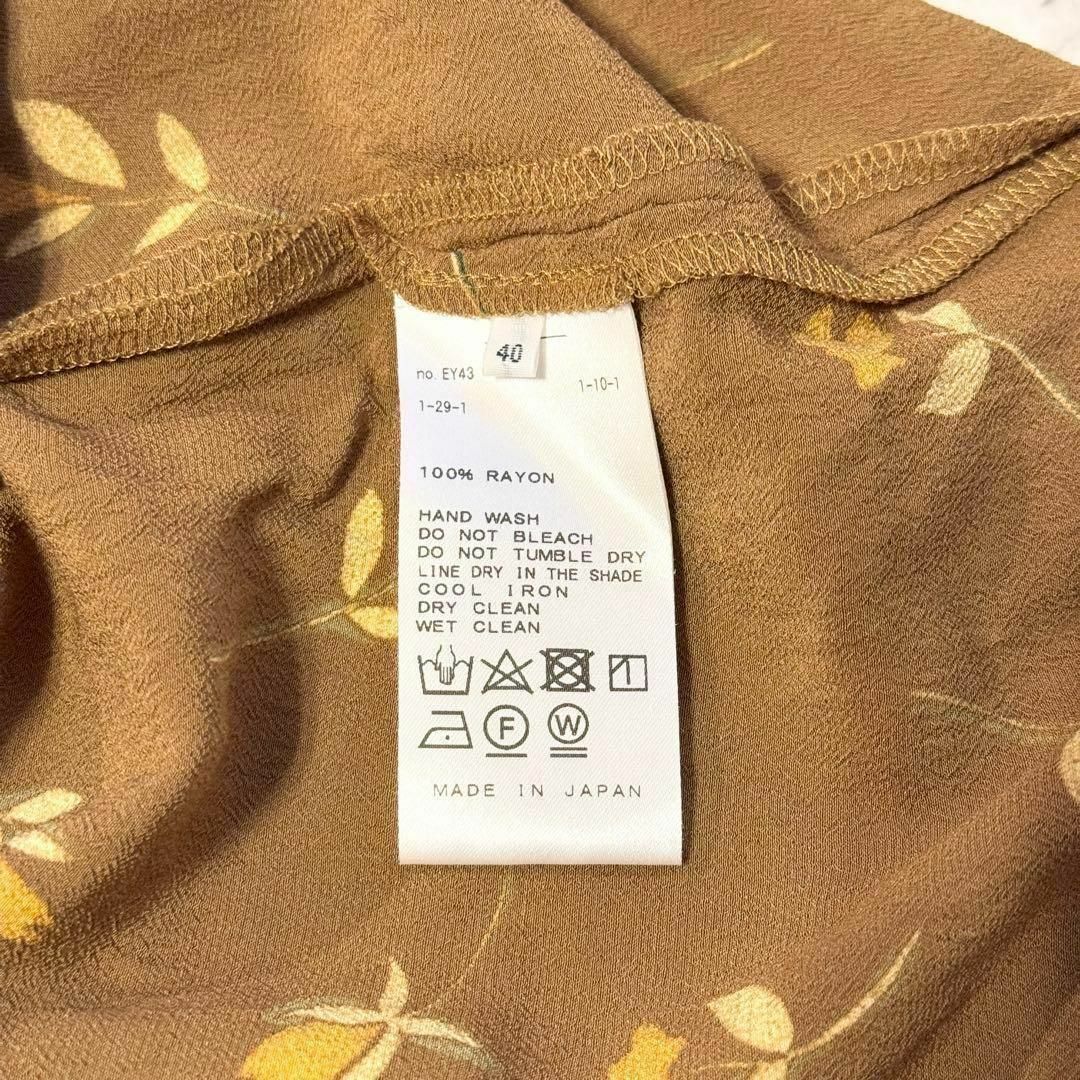 40
no. EY43
1-10-1
1-29-1
100% RAYON
HAND WASH
DO NOT BLEACH
DO NOT TUMBLE DRY
LINE DRY IN THE SHADE
COOL IRON
DRY CLEAN
WET CLEAN
F W
MADE IN JAPAN